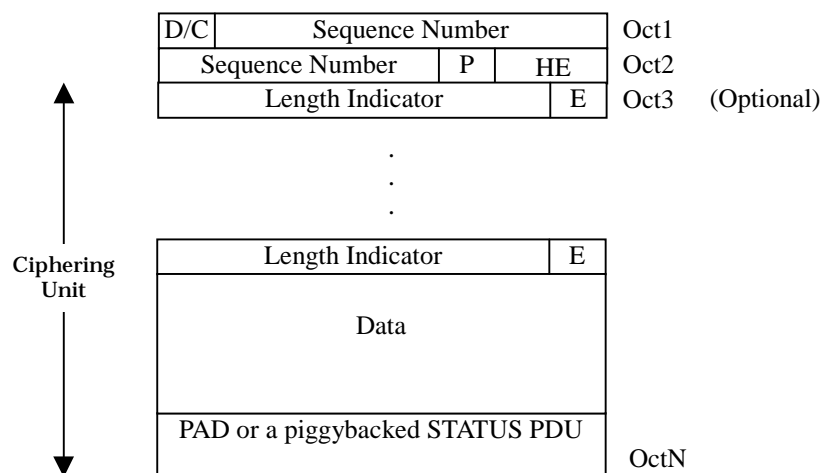 D/C Sequence Number Oct1
Sequence Number P HE Oct2
Length Indicator E Oct3 (Optional)
.
.
.
Length Indicator E
Ciphering
Unit
Data
PAD or a piggybacked STATUS PDU
OctN